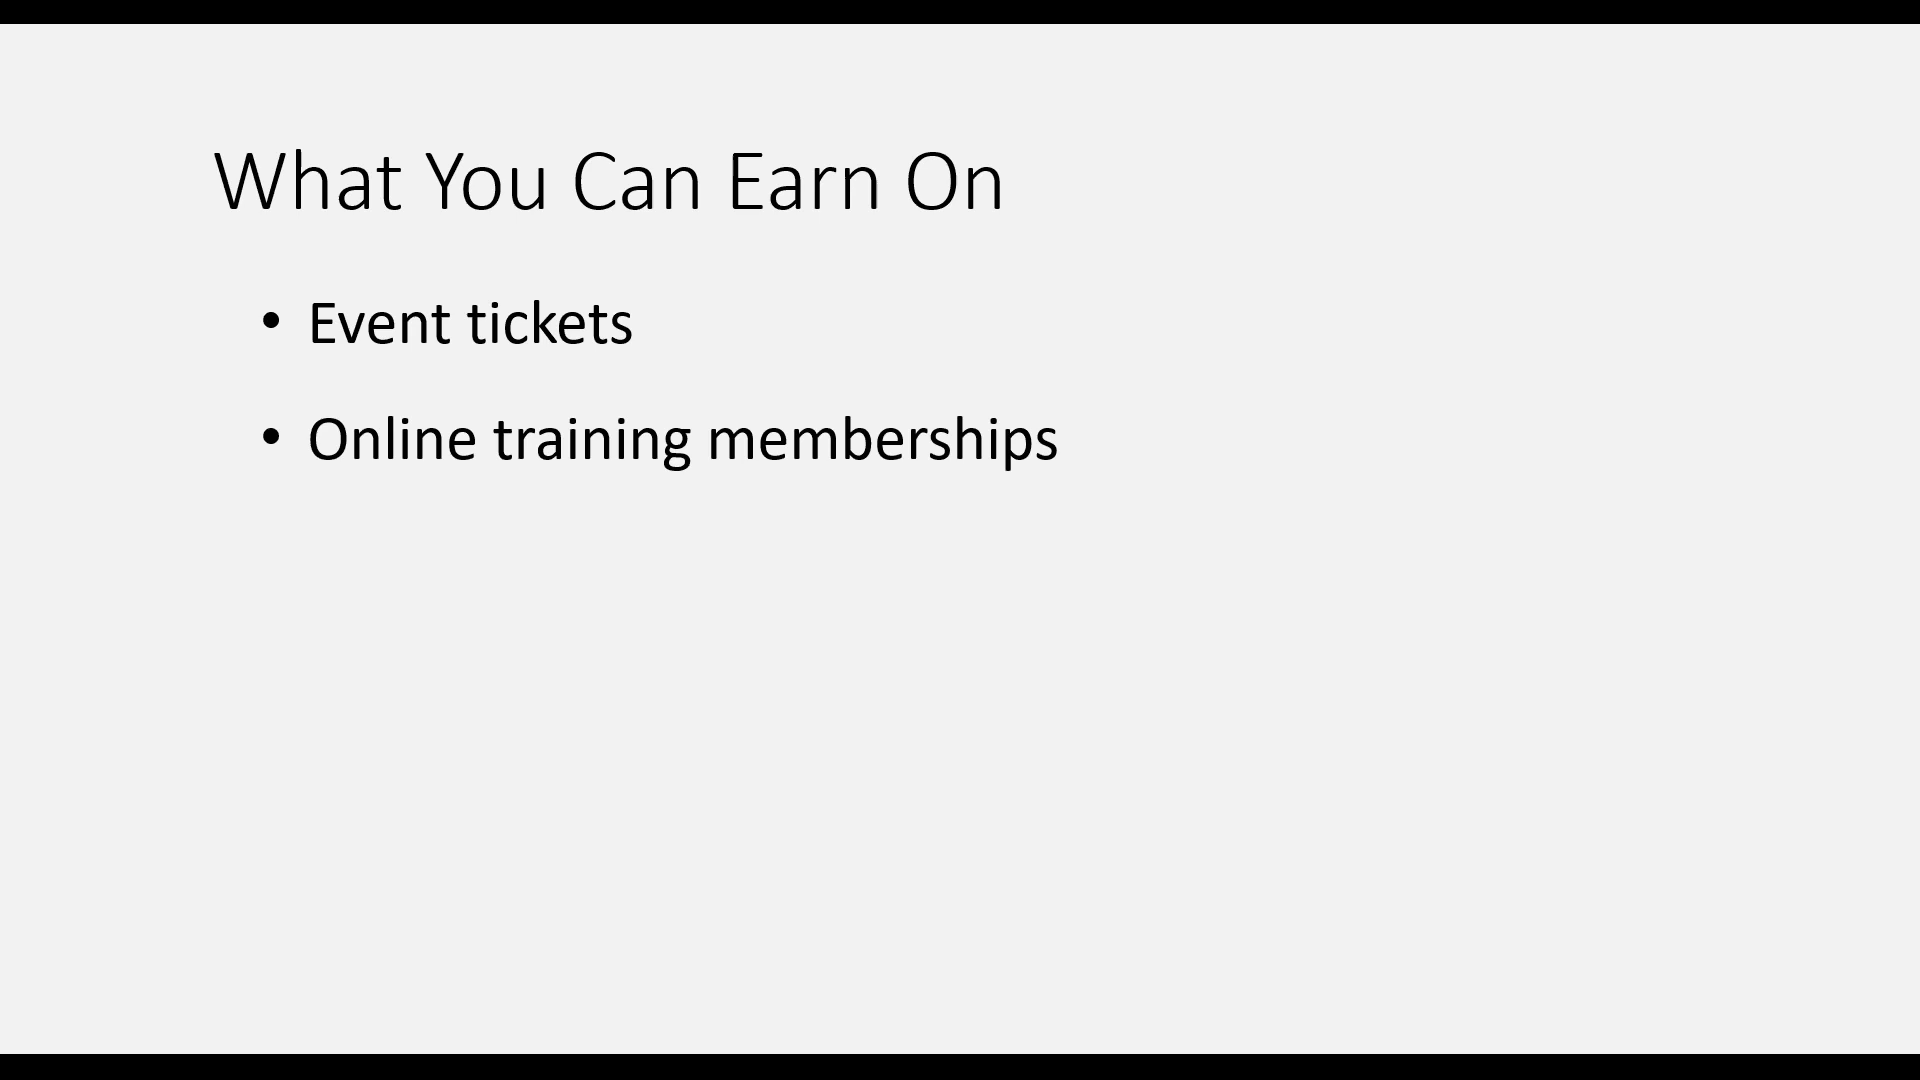 What You Can Earn On
• Event tickets
• Online training memberships